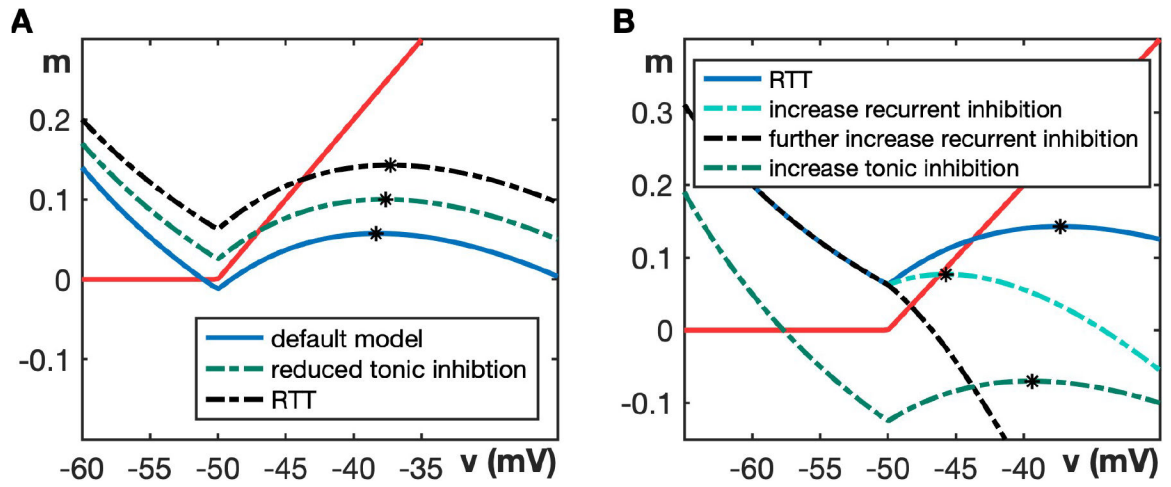 A
m
0.2
0.1
0
-0.1
default model
reduced tonic inhibtion
RTT
-60 -55 -50 -45 -40 -35 v (mV)
B
m
0.3
0.2
0.1
0
-0.1
RTT
increase recurrent inhibition
further increase recurrent inhibition
increase tonic inhibition
-60 -55 -50 -45 -40 v (mV)